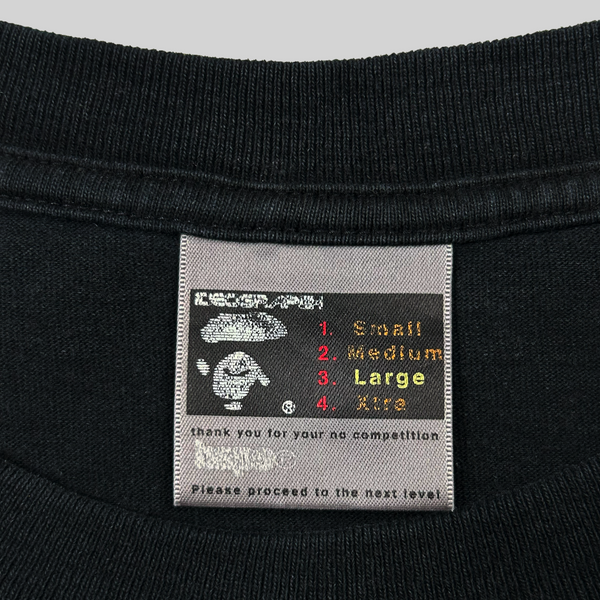 1. Small
2. Medium
3. Large
4. Xtra
®
thank you for your no competition
Please proceed to the next level